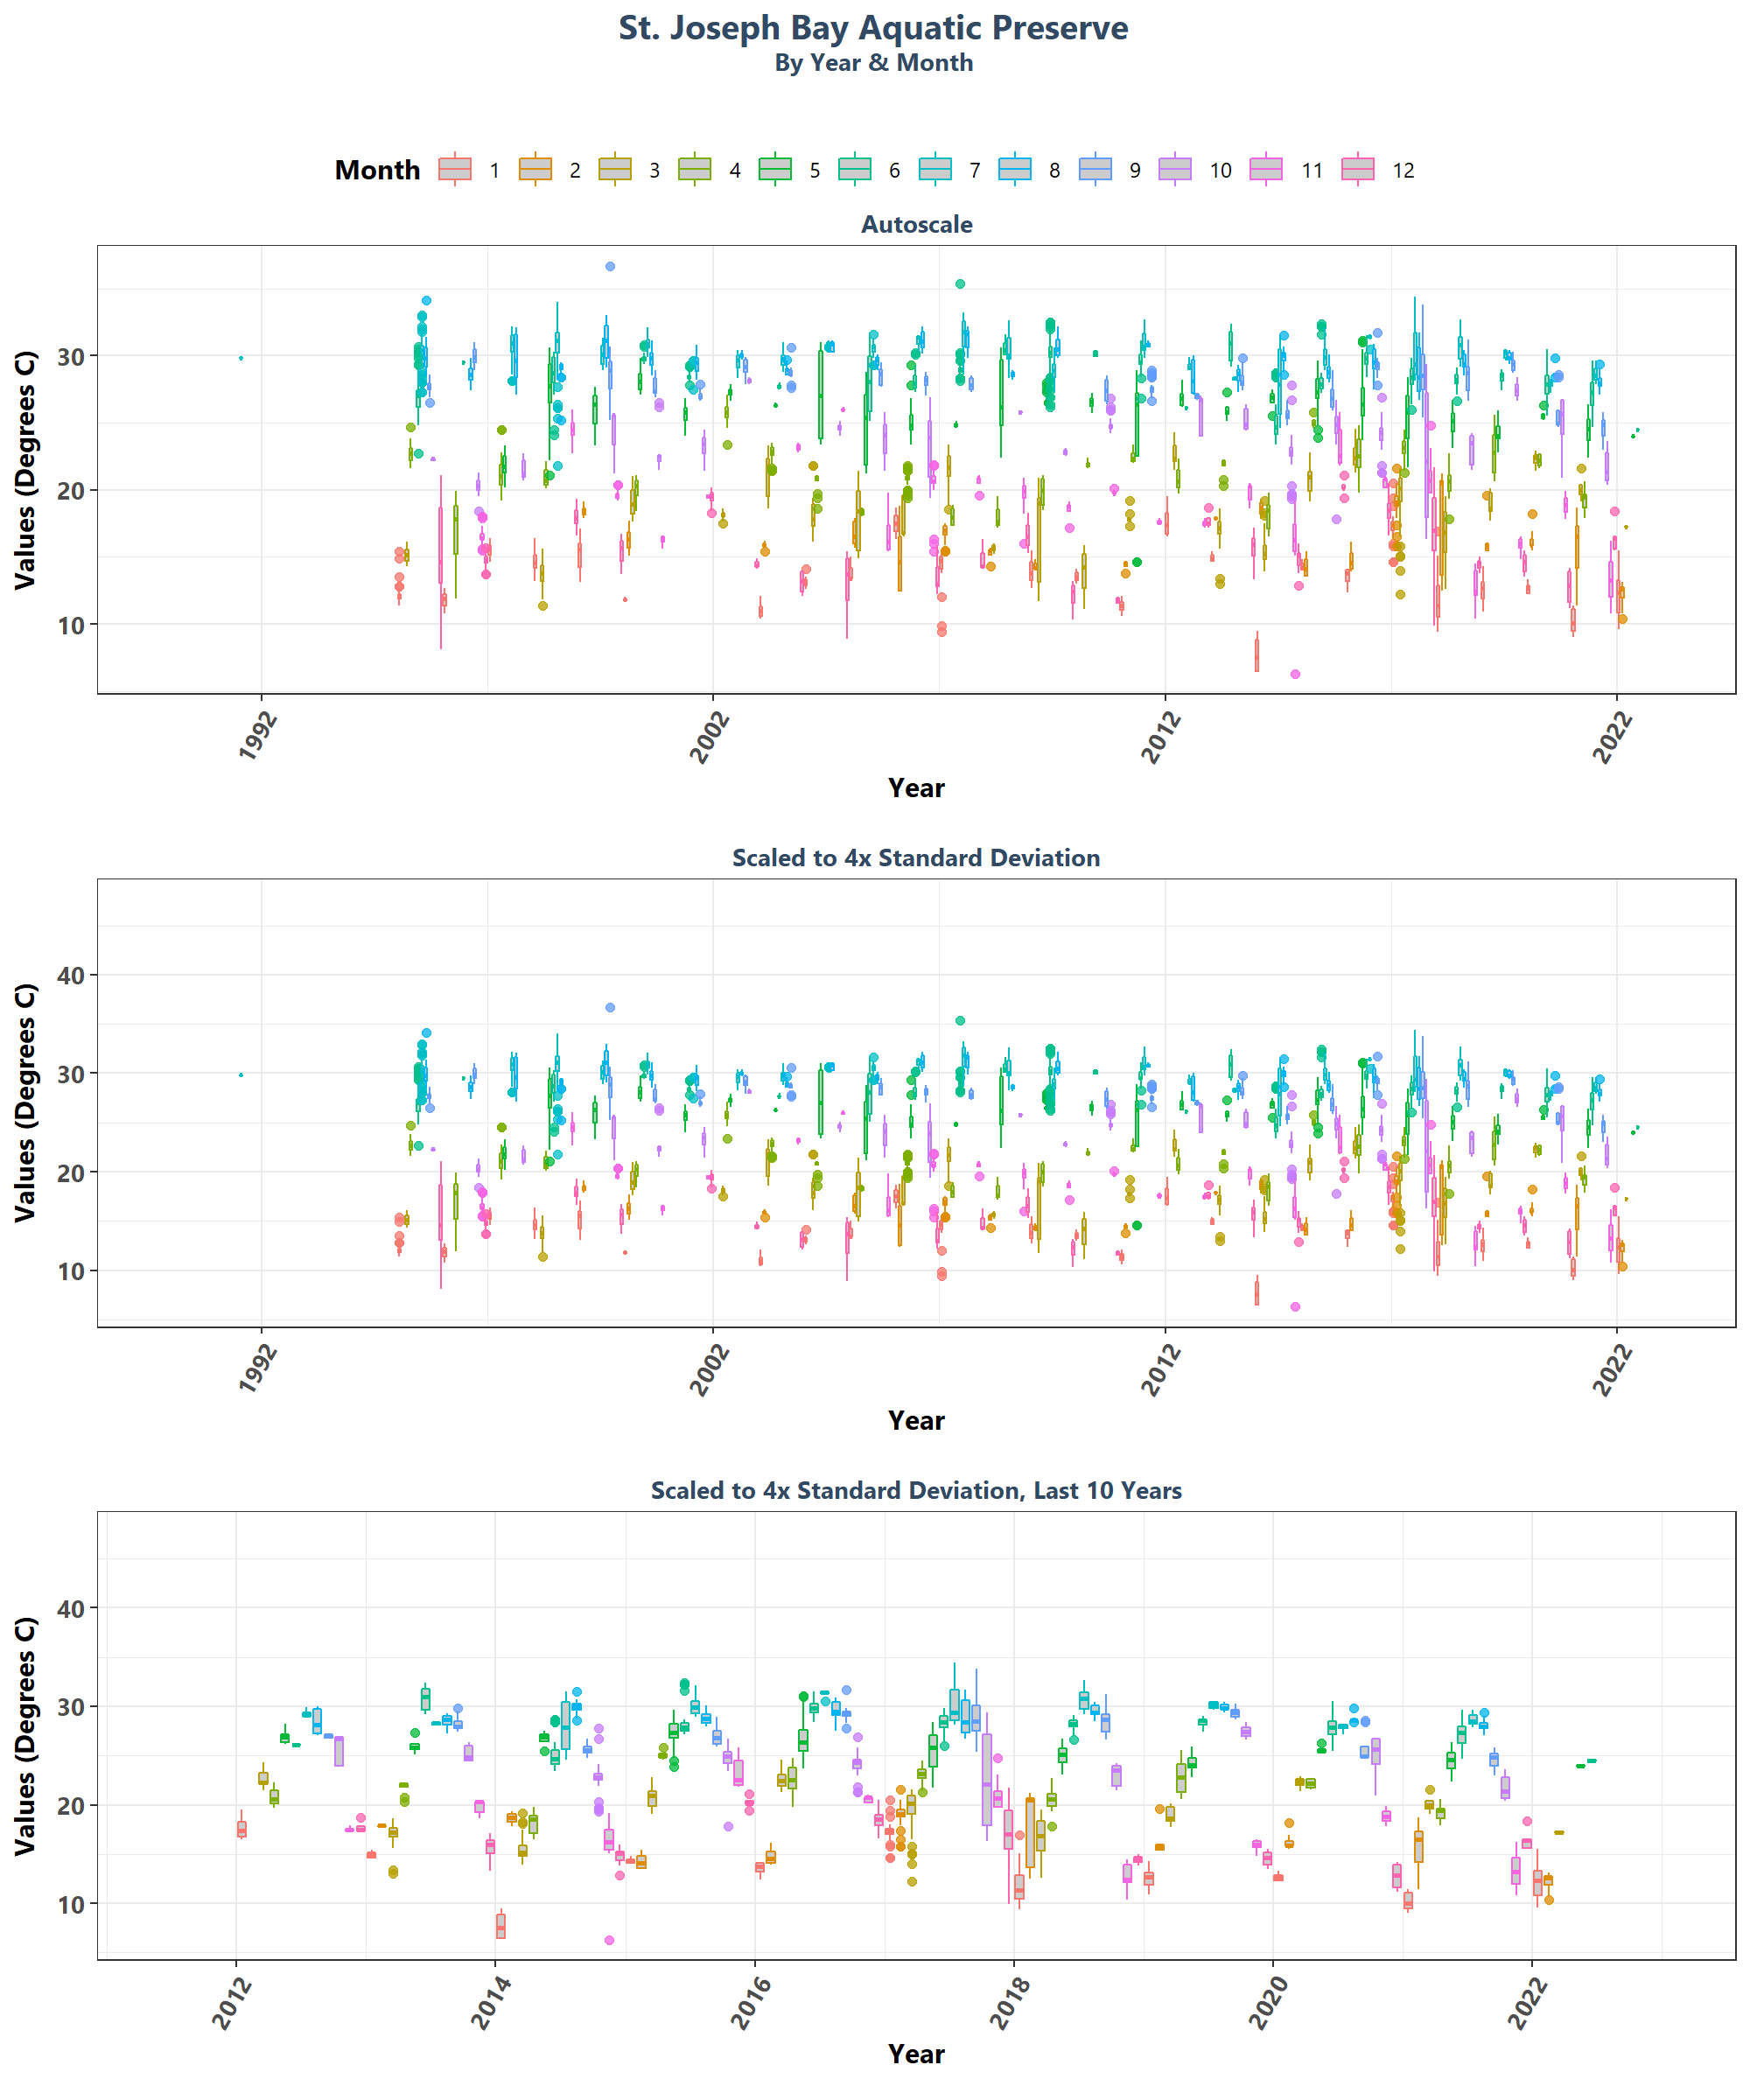 St. Joseph Bay Aquatic Preserve
By Year & Month
Month 1 2 3 4 5 6 7 8 9 10 11 12
Autoscale
Values (Degrees C)
30
20
10
1992 2002 2012 2022
Year
Scaled to 4x Standard Deviation
Values (Degrees C)
40
30
20
10
1992 2002 2012 2022
Year
Scaled to 4x Standard Deviation, Last 10 Years
Values (Degrees C)
40
30
20
10
2012 2014 2016 2018 2020 2022
Year